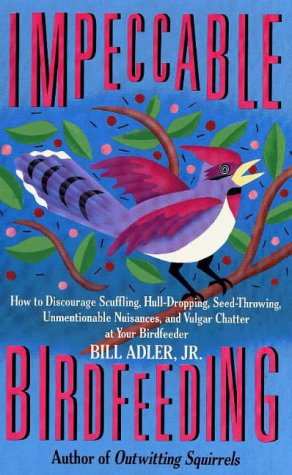 IMPECCABLE
How to Discourage Scuffling, Hull-Dropping, Seed-Throwing,
Unmentionable Nuisances, and Vulgar Chatter
at Your Birdfeeder
BILL ADLER, JR.
BIRDFEEDING
Author of Outwitting Squirrels